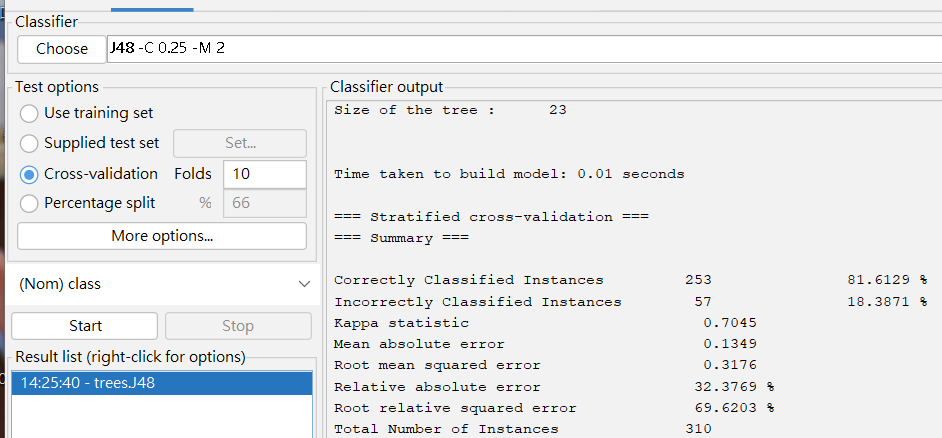 Classifier
Choose J48 -C 0.25 -M 2
Test options
Use training set
Supplied test set Set...
Cross-validation Folds 10
Percentage split % 66
More options...
(Nom) class
Start Stop
Result list (right-click for options)
14:25:40 - trees.J48
Classifier output
Size of the tree : 23
Time taken to build model: 0.01 seconds
=== Stratified cross-validation ===
=== Summary ===
Correctly Classified Instances 253 81.6129 %
Incorrectly Classified Instances 57 18.3871 %
Kappa statistic 0.7045
Mean absolute error 0.1349
Root mean squared error 0.3176
Relative absolute error 32.3769 %
Root relative squared error 69.6203 %
Total Number of Instances 310